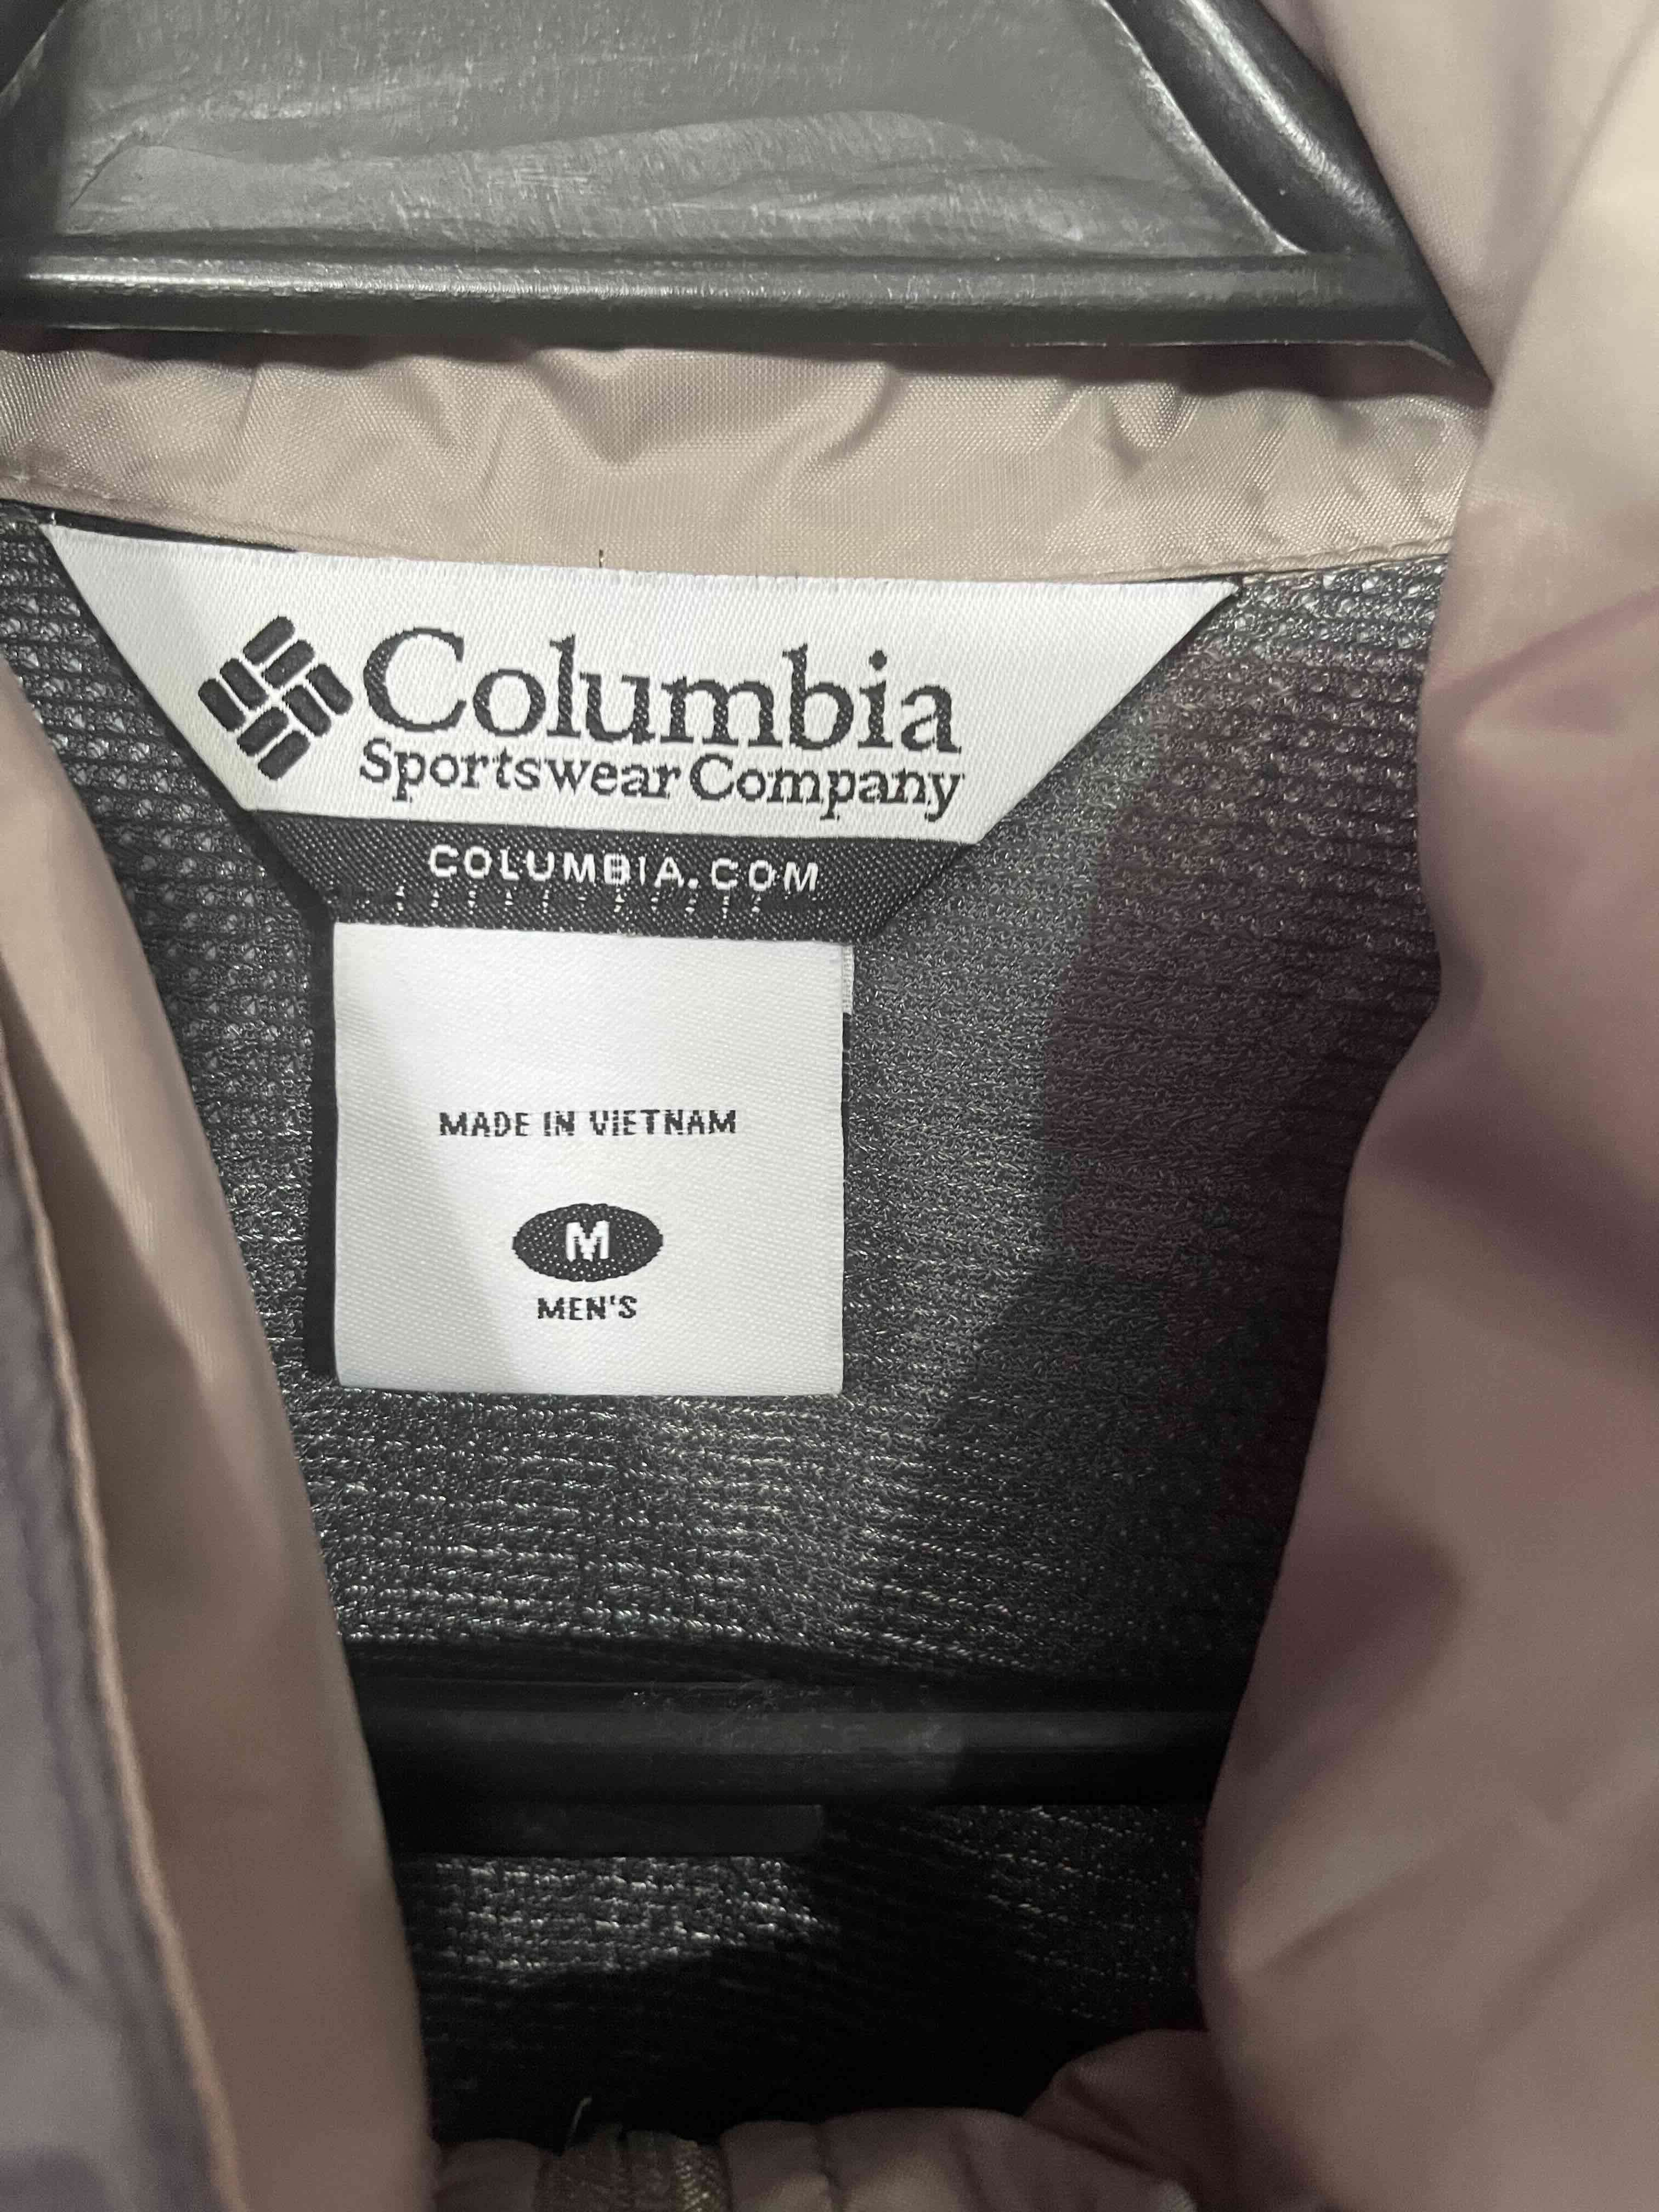 Columbia
Sportswear Company
COLUMBIA.COM
MADE IN VIETNAM
M
MEN'S